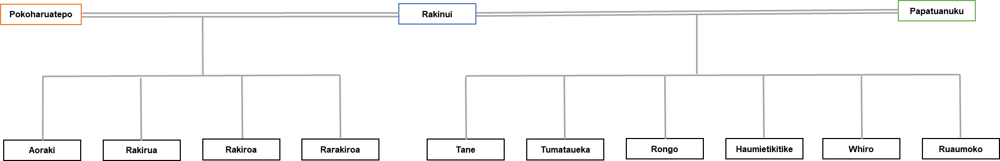 Pokoharuatepo
Rakinui
Papatuanuku
Aoraki
Rakirua
Rakiroa
Rarakiroa
Tane
Tumataueka
Rongo
Haumietikitike
Whiro
Ruaumoko